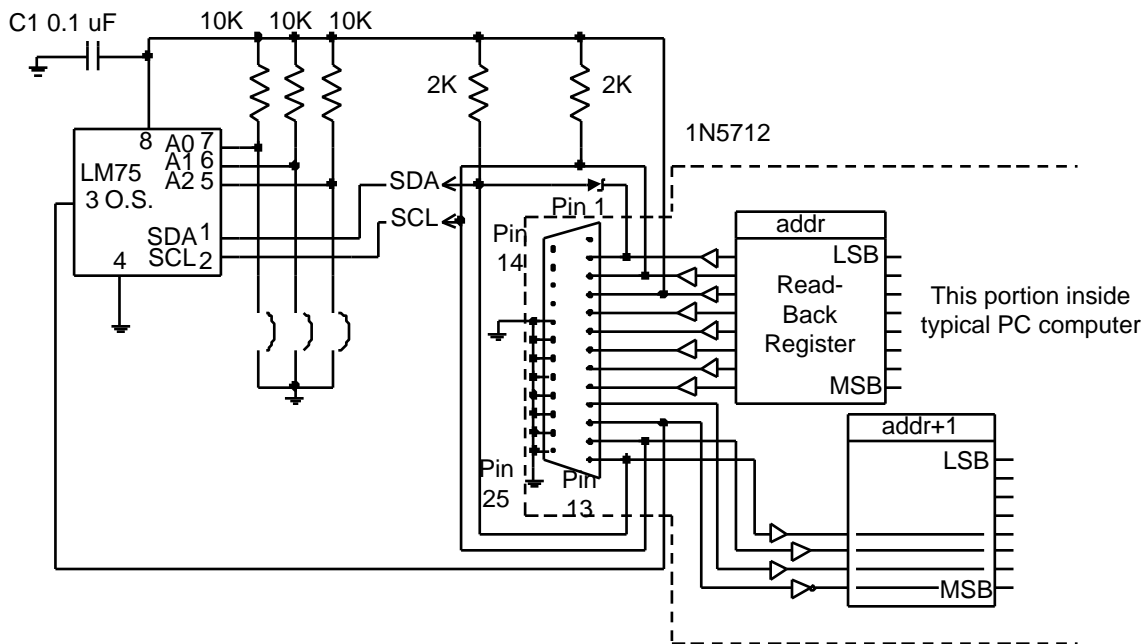 C1 0.1 uF
10K 10K 10K
2K
2K
1N5712
8
LM75
3 O.S.
A0 7
A1 6
A2 5
SDA 1
SCL 2
4
SDA
SCL
Pin 1
Pin
14
Pin
25
Pin
13
addr
LSB
Read-
Back
Register
MSB
This portion inside
typical PC computer
addr+1
LSB
MSB